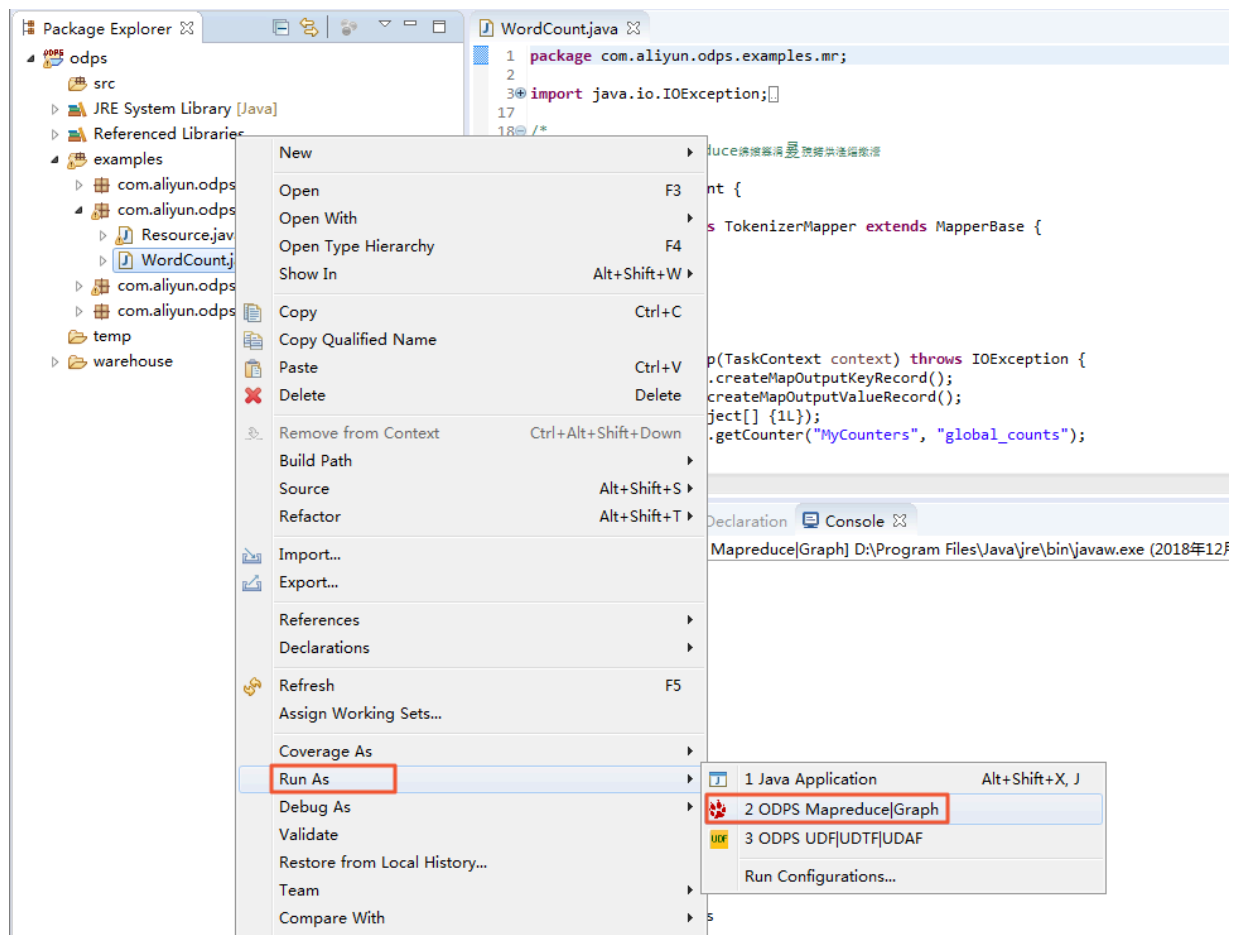 Package Explorer
odps
src
JRE System Library [Java]
Referenced Libraries
examples
com.aliyun.odps
com.aliyun.odps
Resource.jav
WordCount.j
com.aliyun.odps
com.aliyun.odps
temp
warehouse
New
Open F3
Open With
Open Type Hierarchy F4
Show In Alt+Shift+W
Copy Ctrl+C
Copy Qualified Name
Paste Ctrl+V
Delete Delete
Remove from Context Ctrl+Alt+Shift+Down
Build Path
Source Alt+Shift+S
Refactor Alt+Shift+T
Import...
Export...
References
Declarations
Refresh F5
Assign Working Sets...
Coverage As
Run As
Debug As
Validate
Restore from Local History...
Team
Compare With
1 Java Application Alt+Shift+X, J
2 ODPS Mapreduce|Graph
3 ODPS UDF|UDTF|UDAF
Run Configurations...
WordCount.java
1 package com.aliyun.odps.examples.mr;
2
3 import java.io.IOException;
17
18 /*
duce
nt {
s TokenizerMapper extends MapperBase {
p(TaskContext context) throws IOException {
.createMapOutputKeyRecord();
createMapOutputValueRecord();
ject[] {1L});
.getCounter("MyCounters", "global_counts");
Declaration Console
Mapreduce|Graph] D:\Program Files\Java\jre\bin\javaw.exe (2018年12月
s